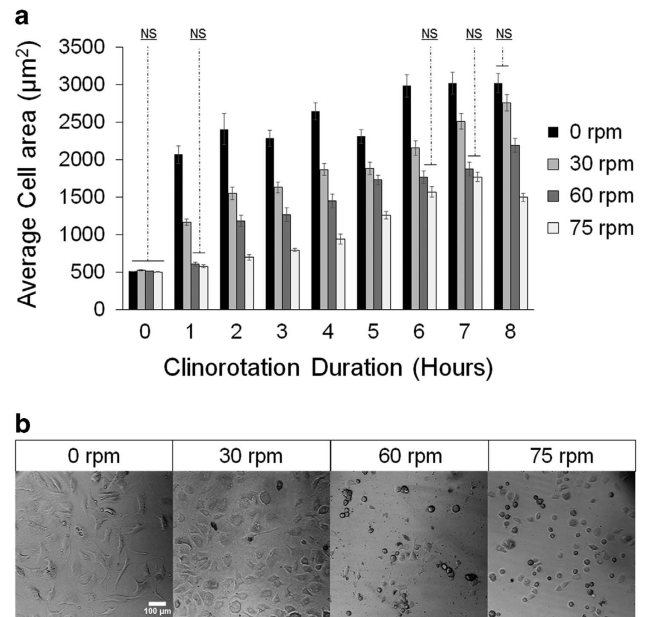 a
NS NS NS NS NS
Average Cell area (µm²)
3500
3000
2500
2000
1500
1000
500
0
0 1 2 3 4 5 6 7 8
Clinorotation Duration (Hours)
0 rpm
30 rpm
60 rpm
75 rpm
b
0 rpm 30 rpm 60 rpm 75 rpm
100 µm